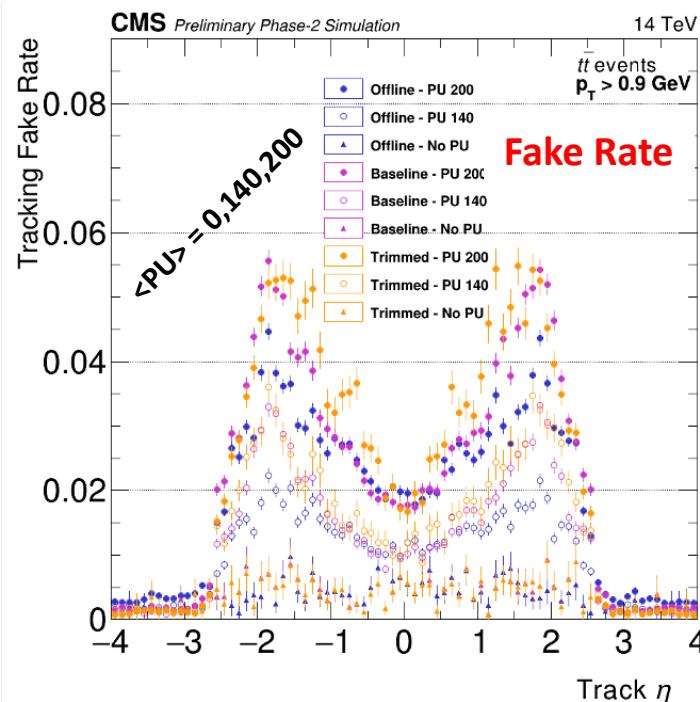 CMS Preliminary Phase-2 Simulation 14 TeV
tt̄ events
p_T > 0.9 GeV
Fake Rate
<PU> = 0,140,200
Offline - PU 200
Offline - PU 140
Offline - No PU
Baseline - PU 200
Baseline - PU 140
Baseline - No PU
Trimmed - PU 200
Trimmed - PU 140
Trimmed - No PU
Tracking Fake Rate
0.08
0.06
0.04
0.02
0
−4 −3 −2 −1 0 1 2 3 4
Track η